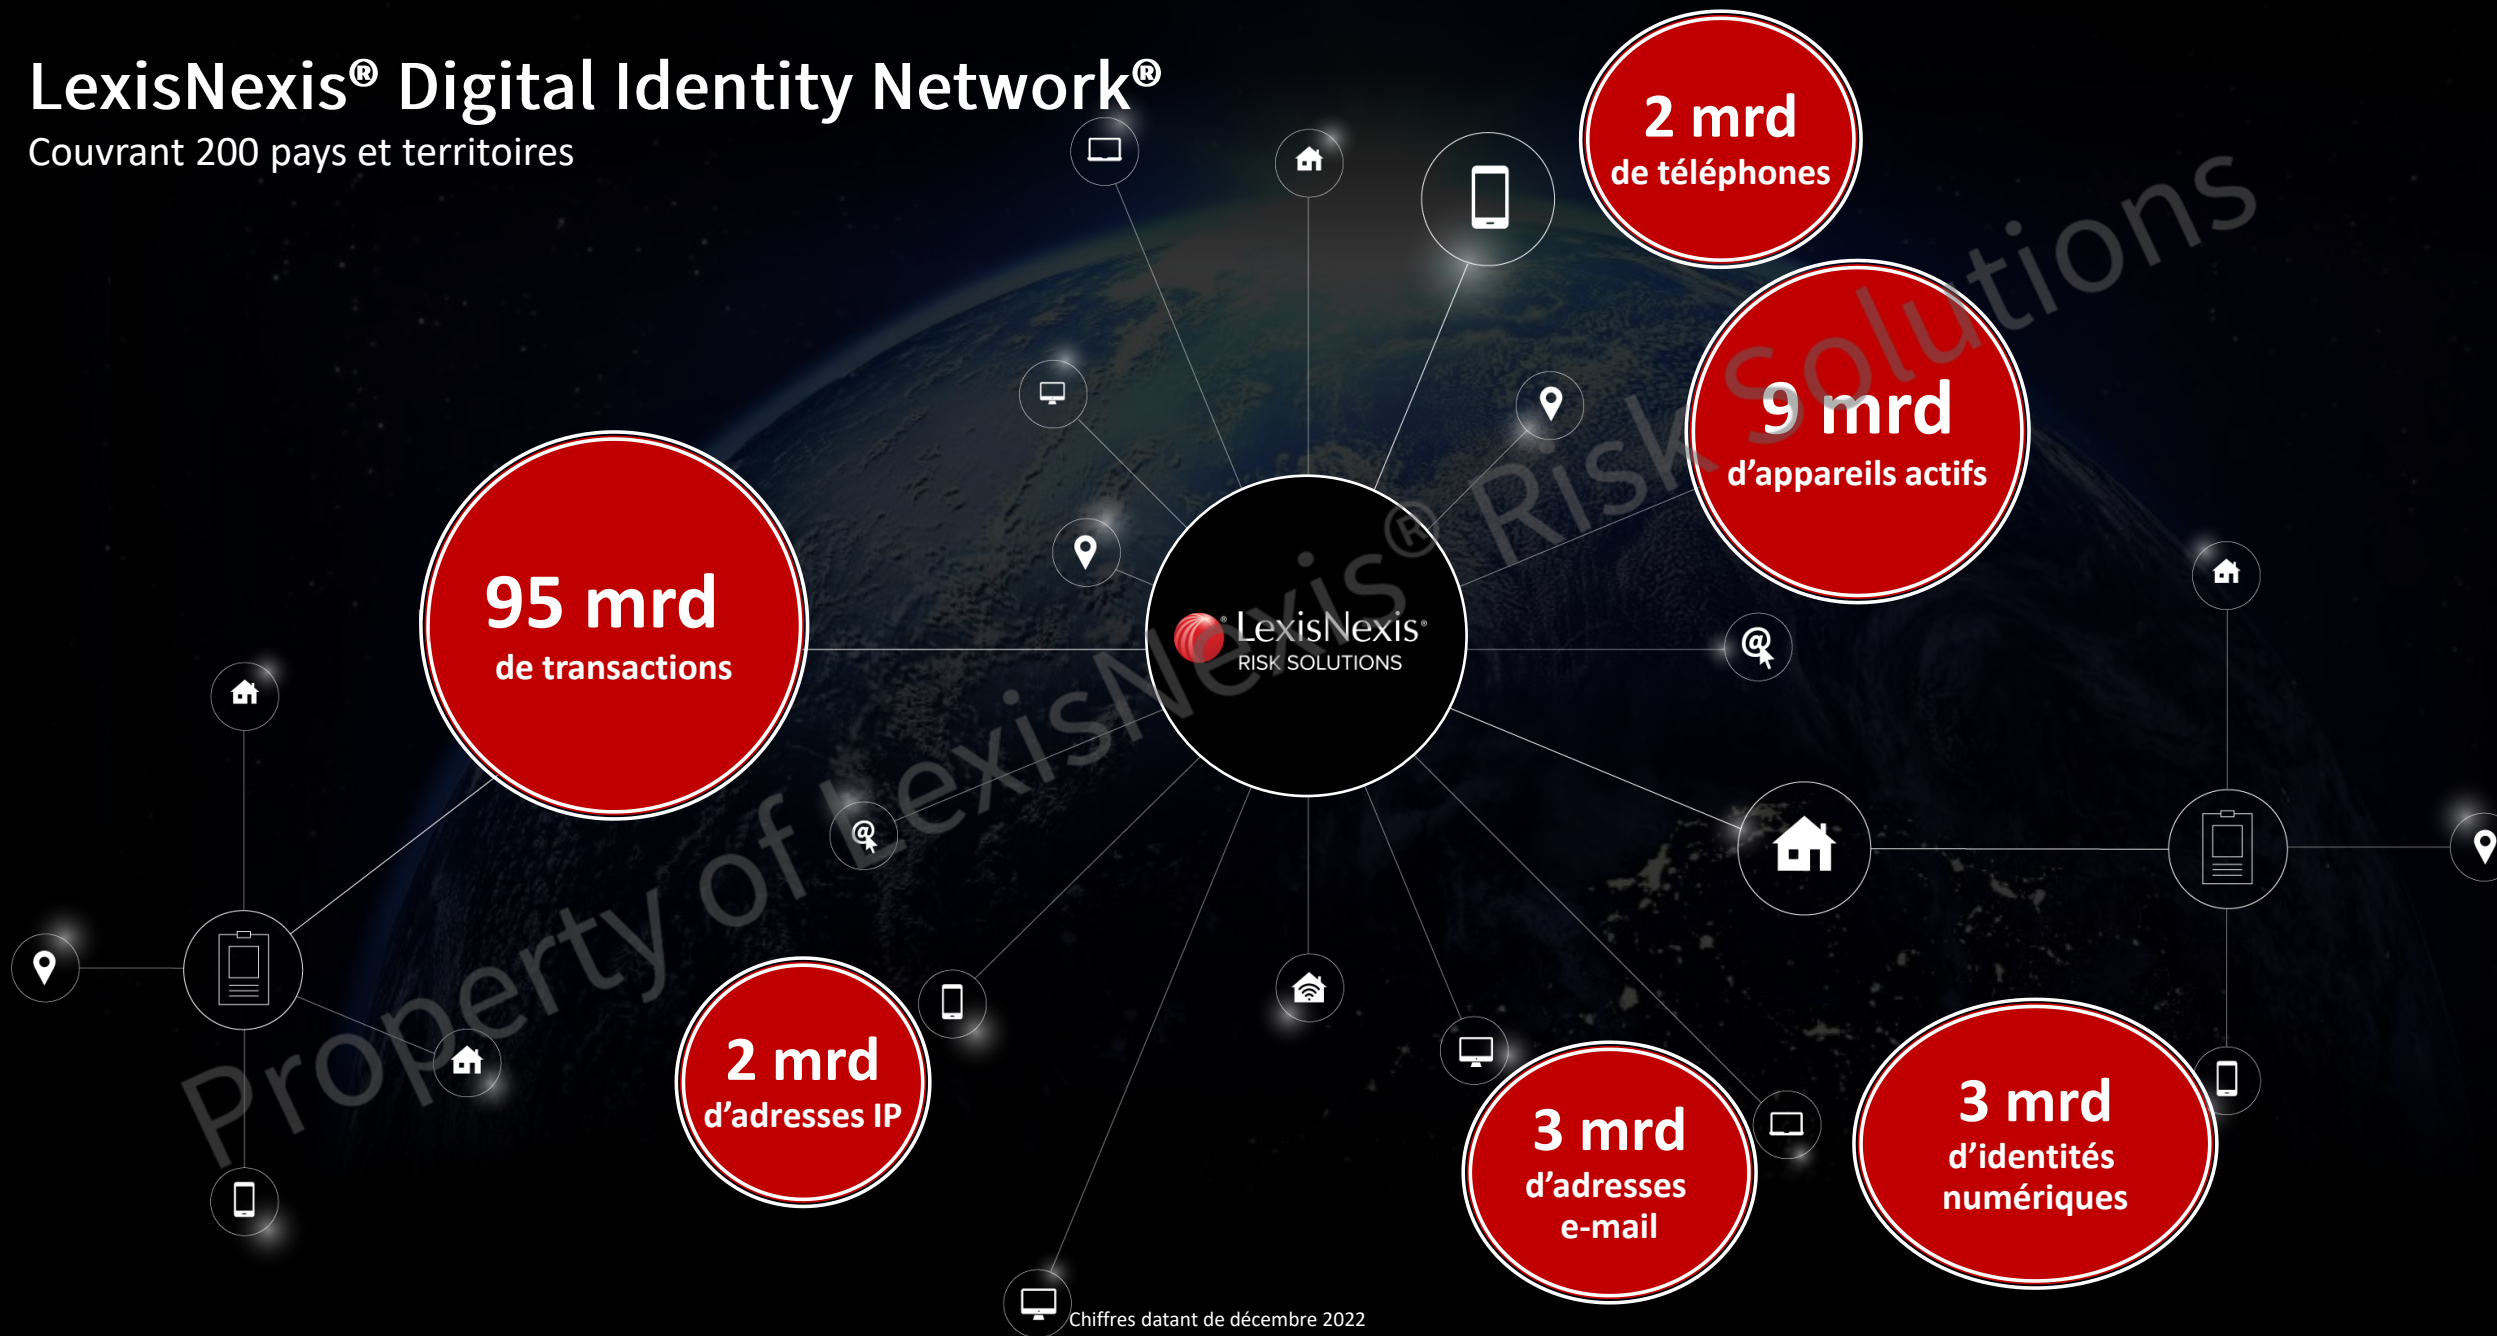 LexisNexis® Digital Identity Network®
Couvrant 200 pays et territoires
2 mrd
de téléphones
9 mrd
d’appareils actifs
95 mrd
de transactions
LexisNexis®
RISK SOLUTIONS
2 mrd
d’adresses IP
3 mrd
d’adresses
e-mail
3 mrd
d’identités
numériques
Chiffres datant de décembre 2022
Property of LexisNexis® Risk Solutions